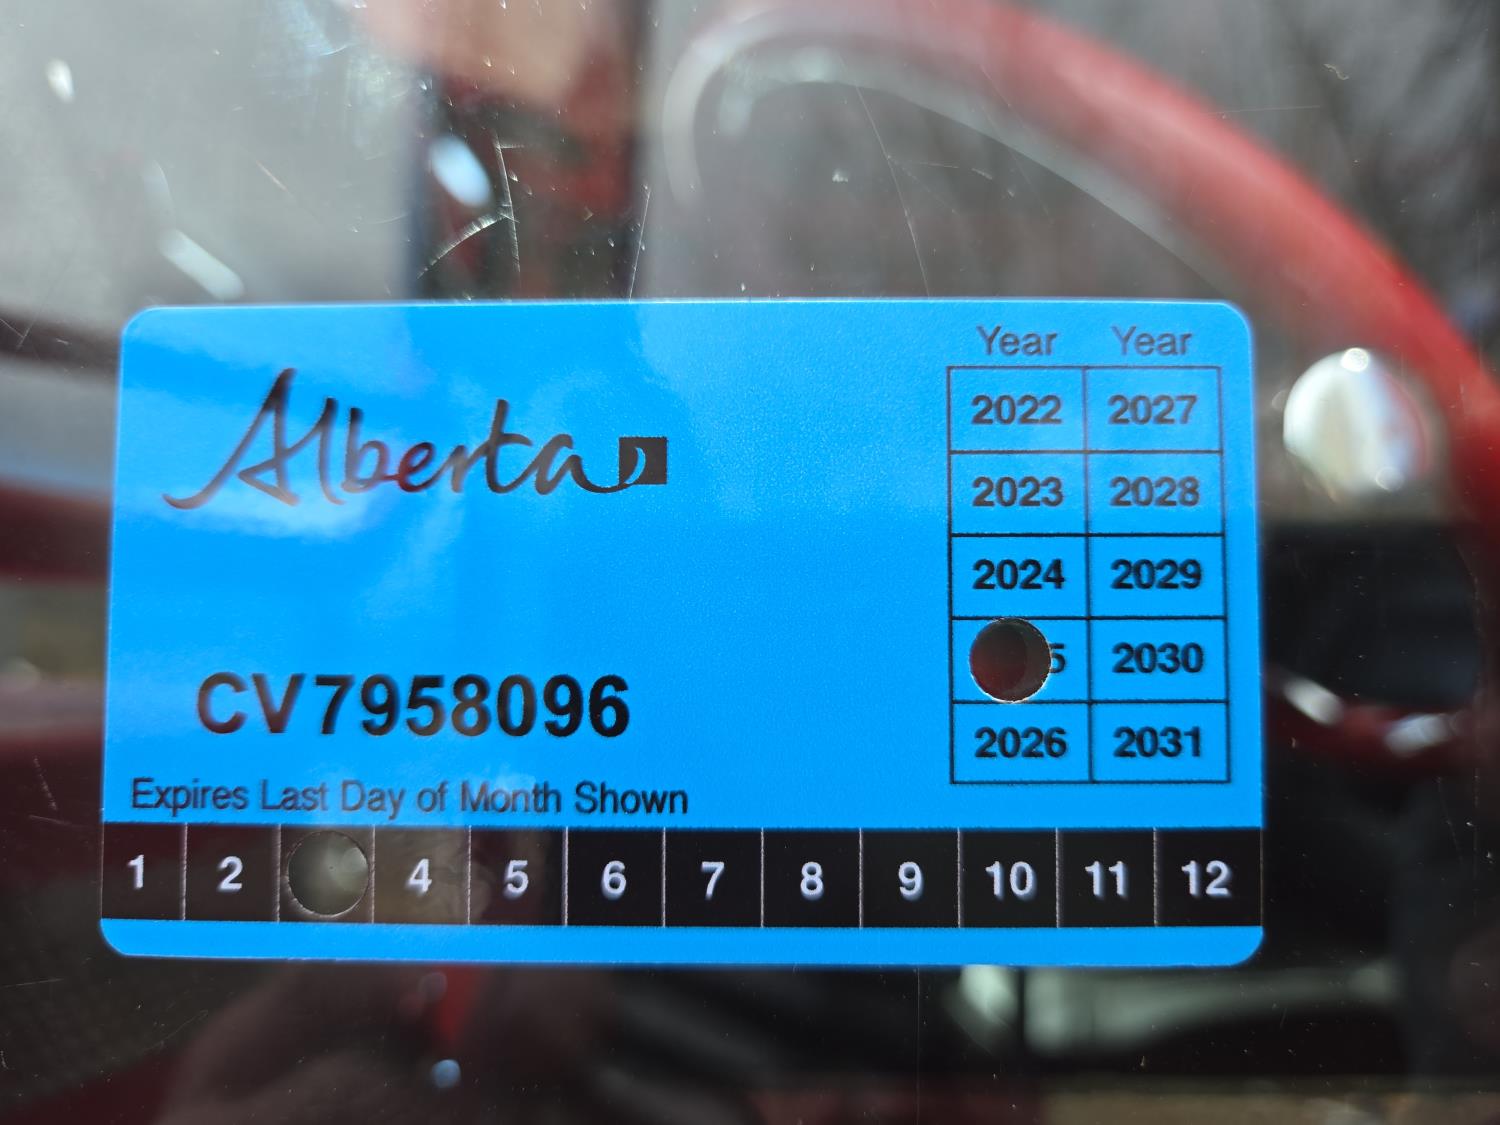 Alberta
Year Year
2022 2027
2023 2028
2024 2029
5 2030
2026 2031
CV7958096
Expires Last Day of Month Shown
1 2 4 5 6 7 8 9 10 11 12